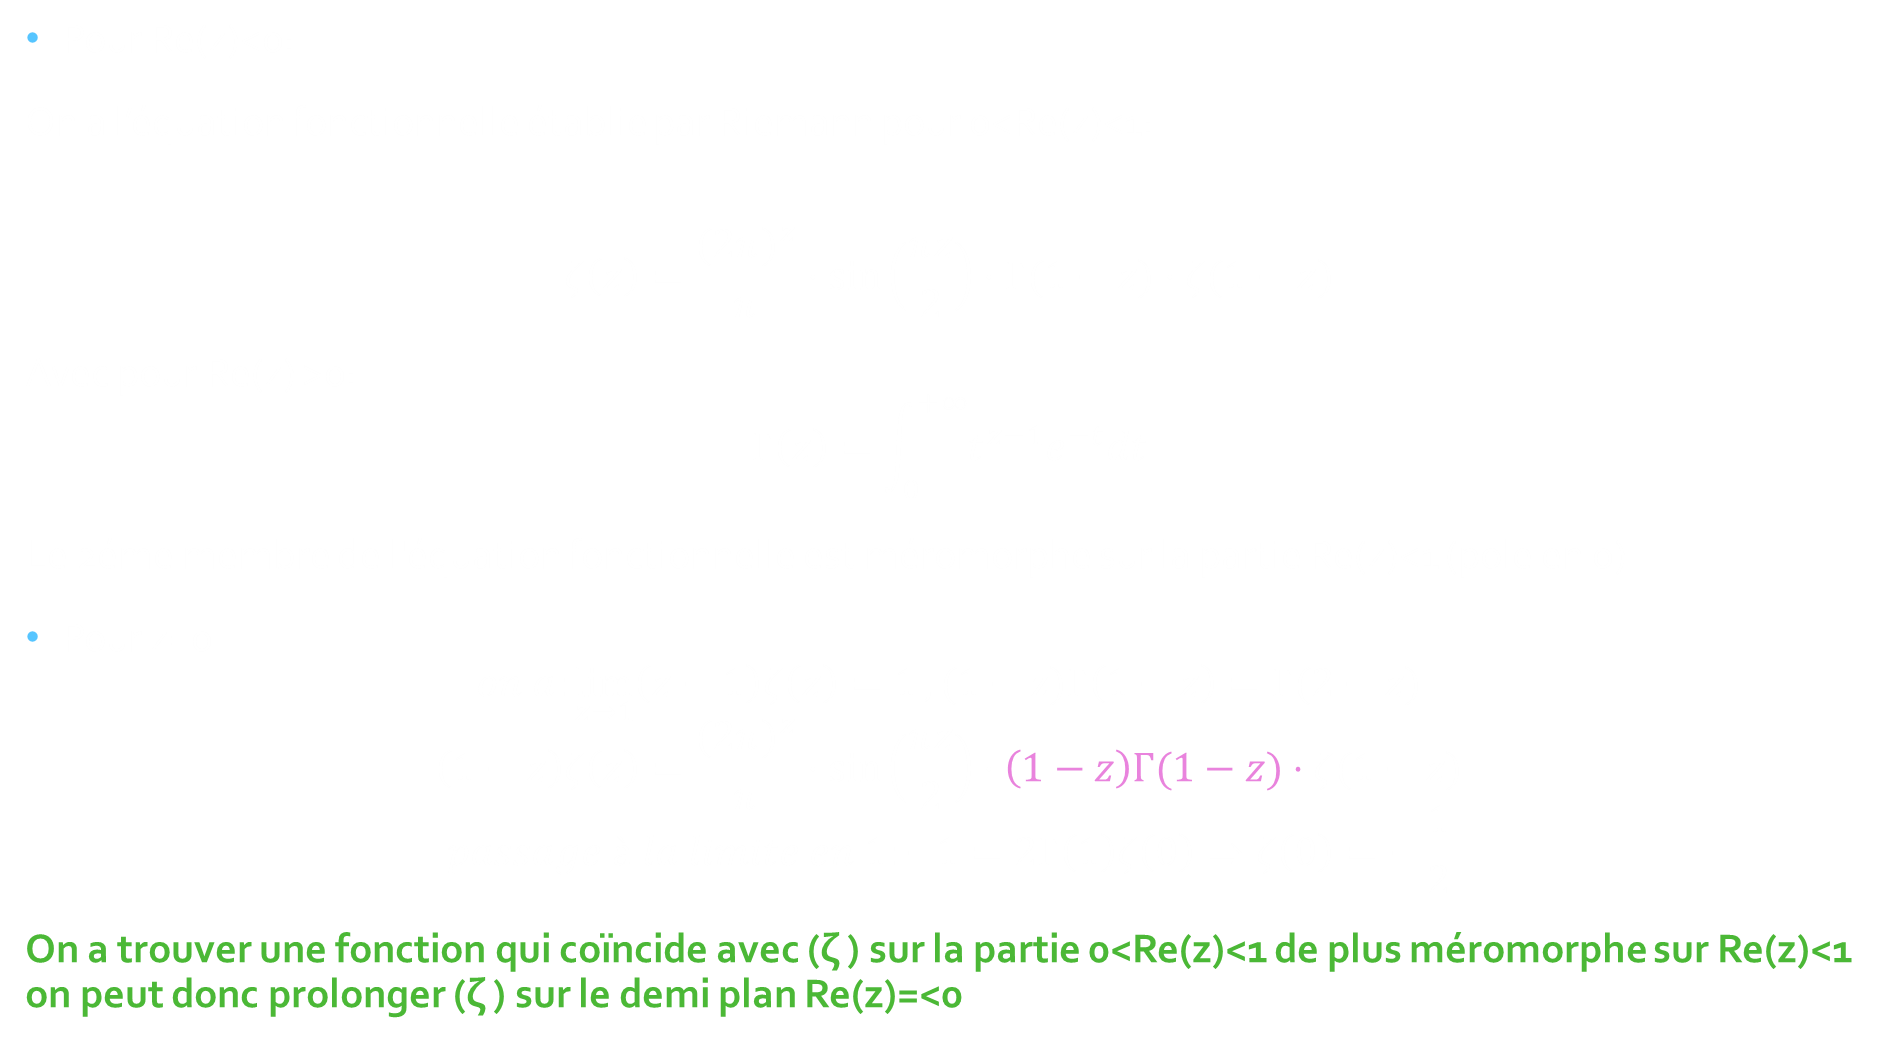 •
•
(1 − z)Γ(1 − z) ·
On a trouver une fonction qui coïncide avec (ζ ) sur la partie 0<Re(z)<1 de plus méromorphe sur Re(z)<1
on peut donc prolonger (ζ ) sur le demi plan Re(z)=<0